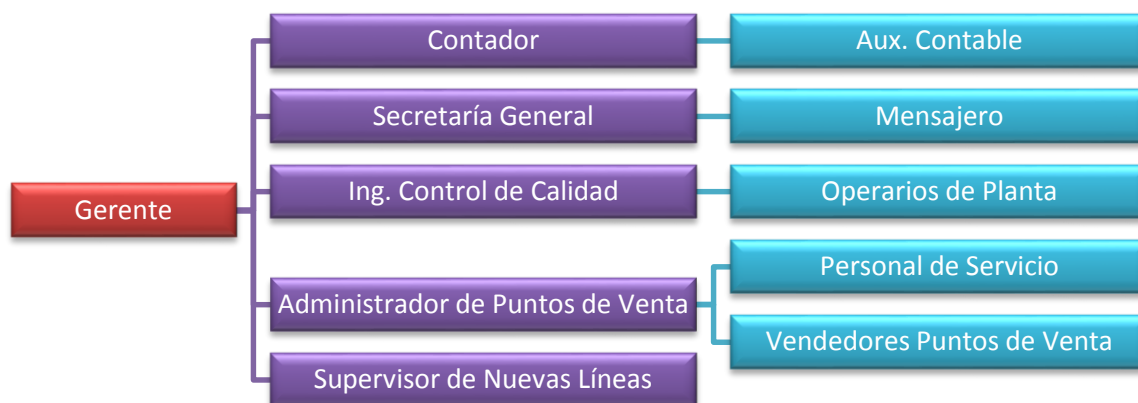 Contador
Aux. Contable
Secretaría General
Mensajero
Ing. Control de Calidad
Operarios de Planta
Gerente
Personal de Servicio
Administrador de Puntos de Venta
Vendedores Puntos de Venta
Supervisor de Nuevas Líneas